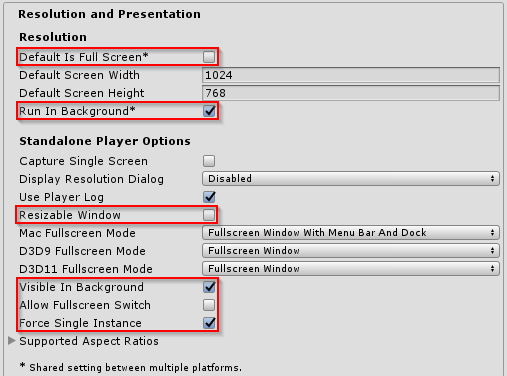 Resolution and Presentation
Resolution
Default Is Full Screen*
Default Screen Width 1024
Default Screen Height 768
Run In Background*
Standalone Player Options
Capture Single Screen
Display Resolution Dialog Disabled
Use Player Log
Resizable Window
Mac Fullscreen Mode Fullscreen Window With Menu Bar And Dock
D3D9 Fullscreen Mode Fullscreen Window
D3D11 Fullscreen Mode Fullscreen Window
Visible In Background
Allow Fullscreen Switch
Force Single Instance
Supported Aspect Ratios
* Shared setting between multiple platforms.